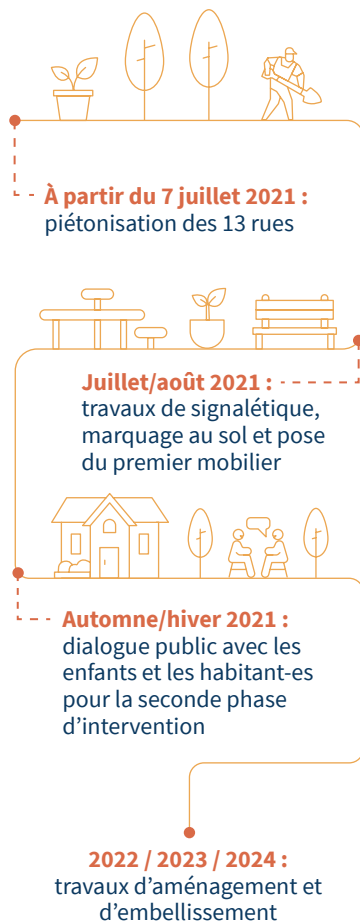 À partir du 7 juillet 2021 :
piétonisation des 13 rues
Juillet/août 2021 :
travaux de signalétique,
marquage au sol et pose
du premier mobilier
Automne/hiver 2021 :
dialogue public avec les
enfants et les habitant-es
pour la seconde phase
d’intervention
2022 / 2023 / 2024 :
travaux d’aménagement et
d’embellissement